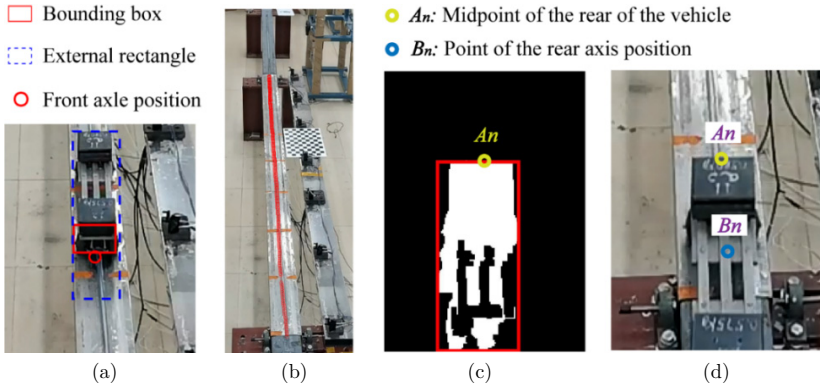 Bounding box
External rectangle
Front axle position
An: Midpoint of the rear of the vehicle
Bn: Point of the rear axis position
An
An
Bn
(a)
(b)
(c)
(d)